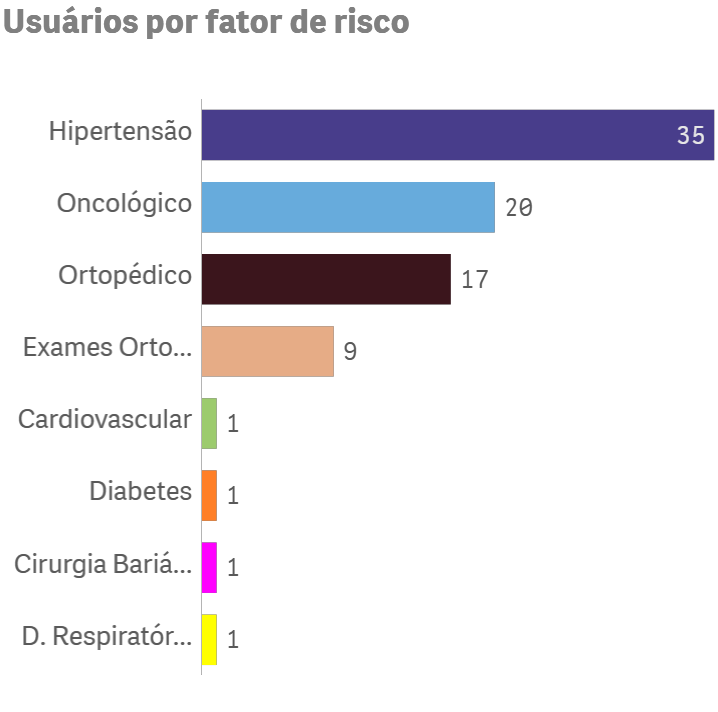 Usuários por fator de risco
Hipertensão 35
Oncológico 20
Ortopédico 17
Exames Orto... 9
Cardiovascular 1
Diabetes 1
Cirurgia Bariá... 1
D. Respiratór... 1